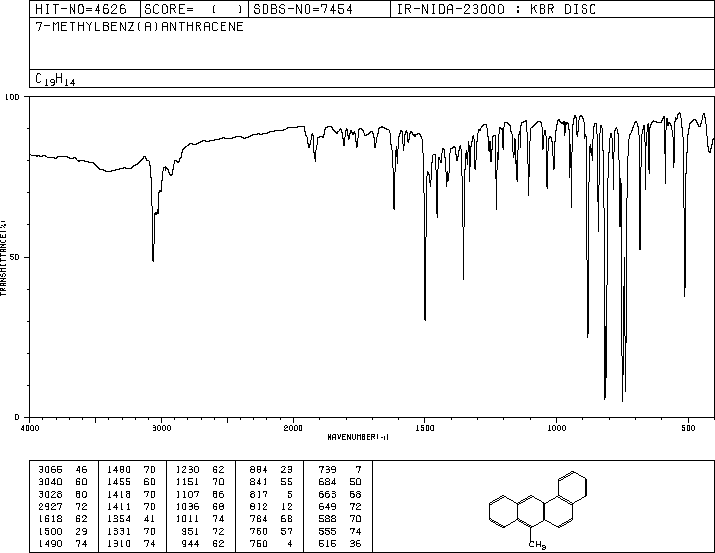 HIT-NO=4626 SCORE= ( ) SDBS-NO=7454 IR-NIDA-23000 : KBR DISC
7-METHYLBENZ(A)ANTHRACENE
C19H14
100
50
0
TRANSMITTANCE(%)
4000 3000 2000 1500 1000 500
WAVENUMBER(-1)
3065 46 1480 70 1230 62 884 23 739 7
3040 60 1455 60 1151 70 841 55 684 50
3028 60 1418 70 1107 66 817 5 663 68
2927 72 1411 70 1036 68 812 12 649 72
1618 62 1354 41 1011 74 784 68 588 70
1500 29 1331 70 951 72 760 57 555 74
1490 74 1310 74 944 62 750 4 515 36
CH3